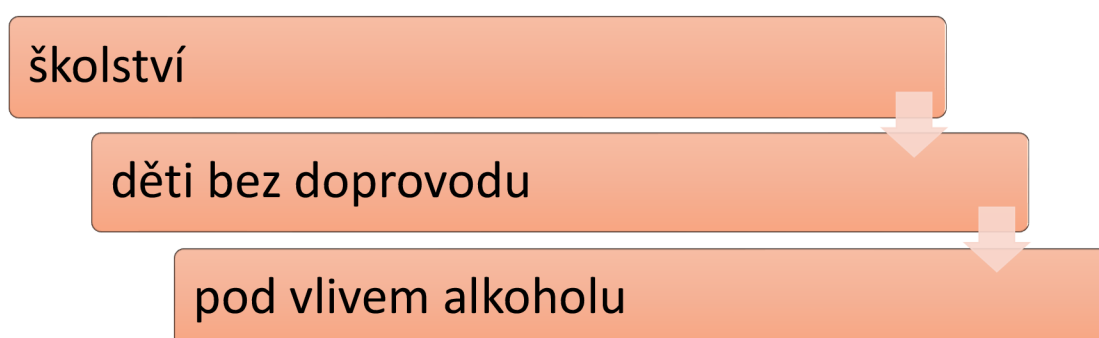 školství
děti bez doprovodu
pod vlivem alkoholu